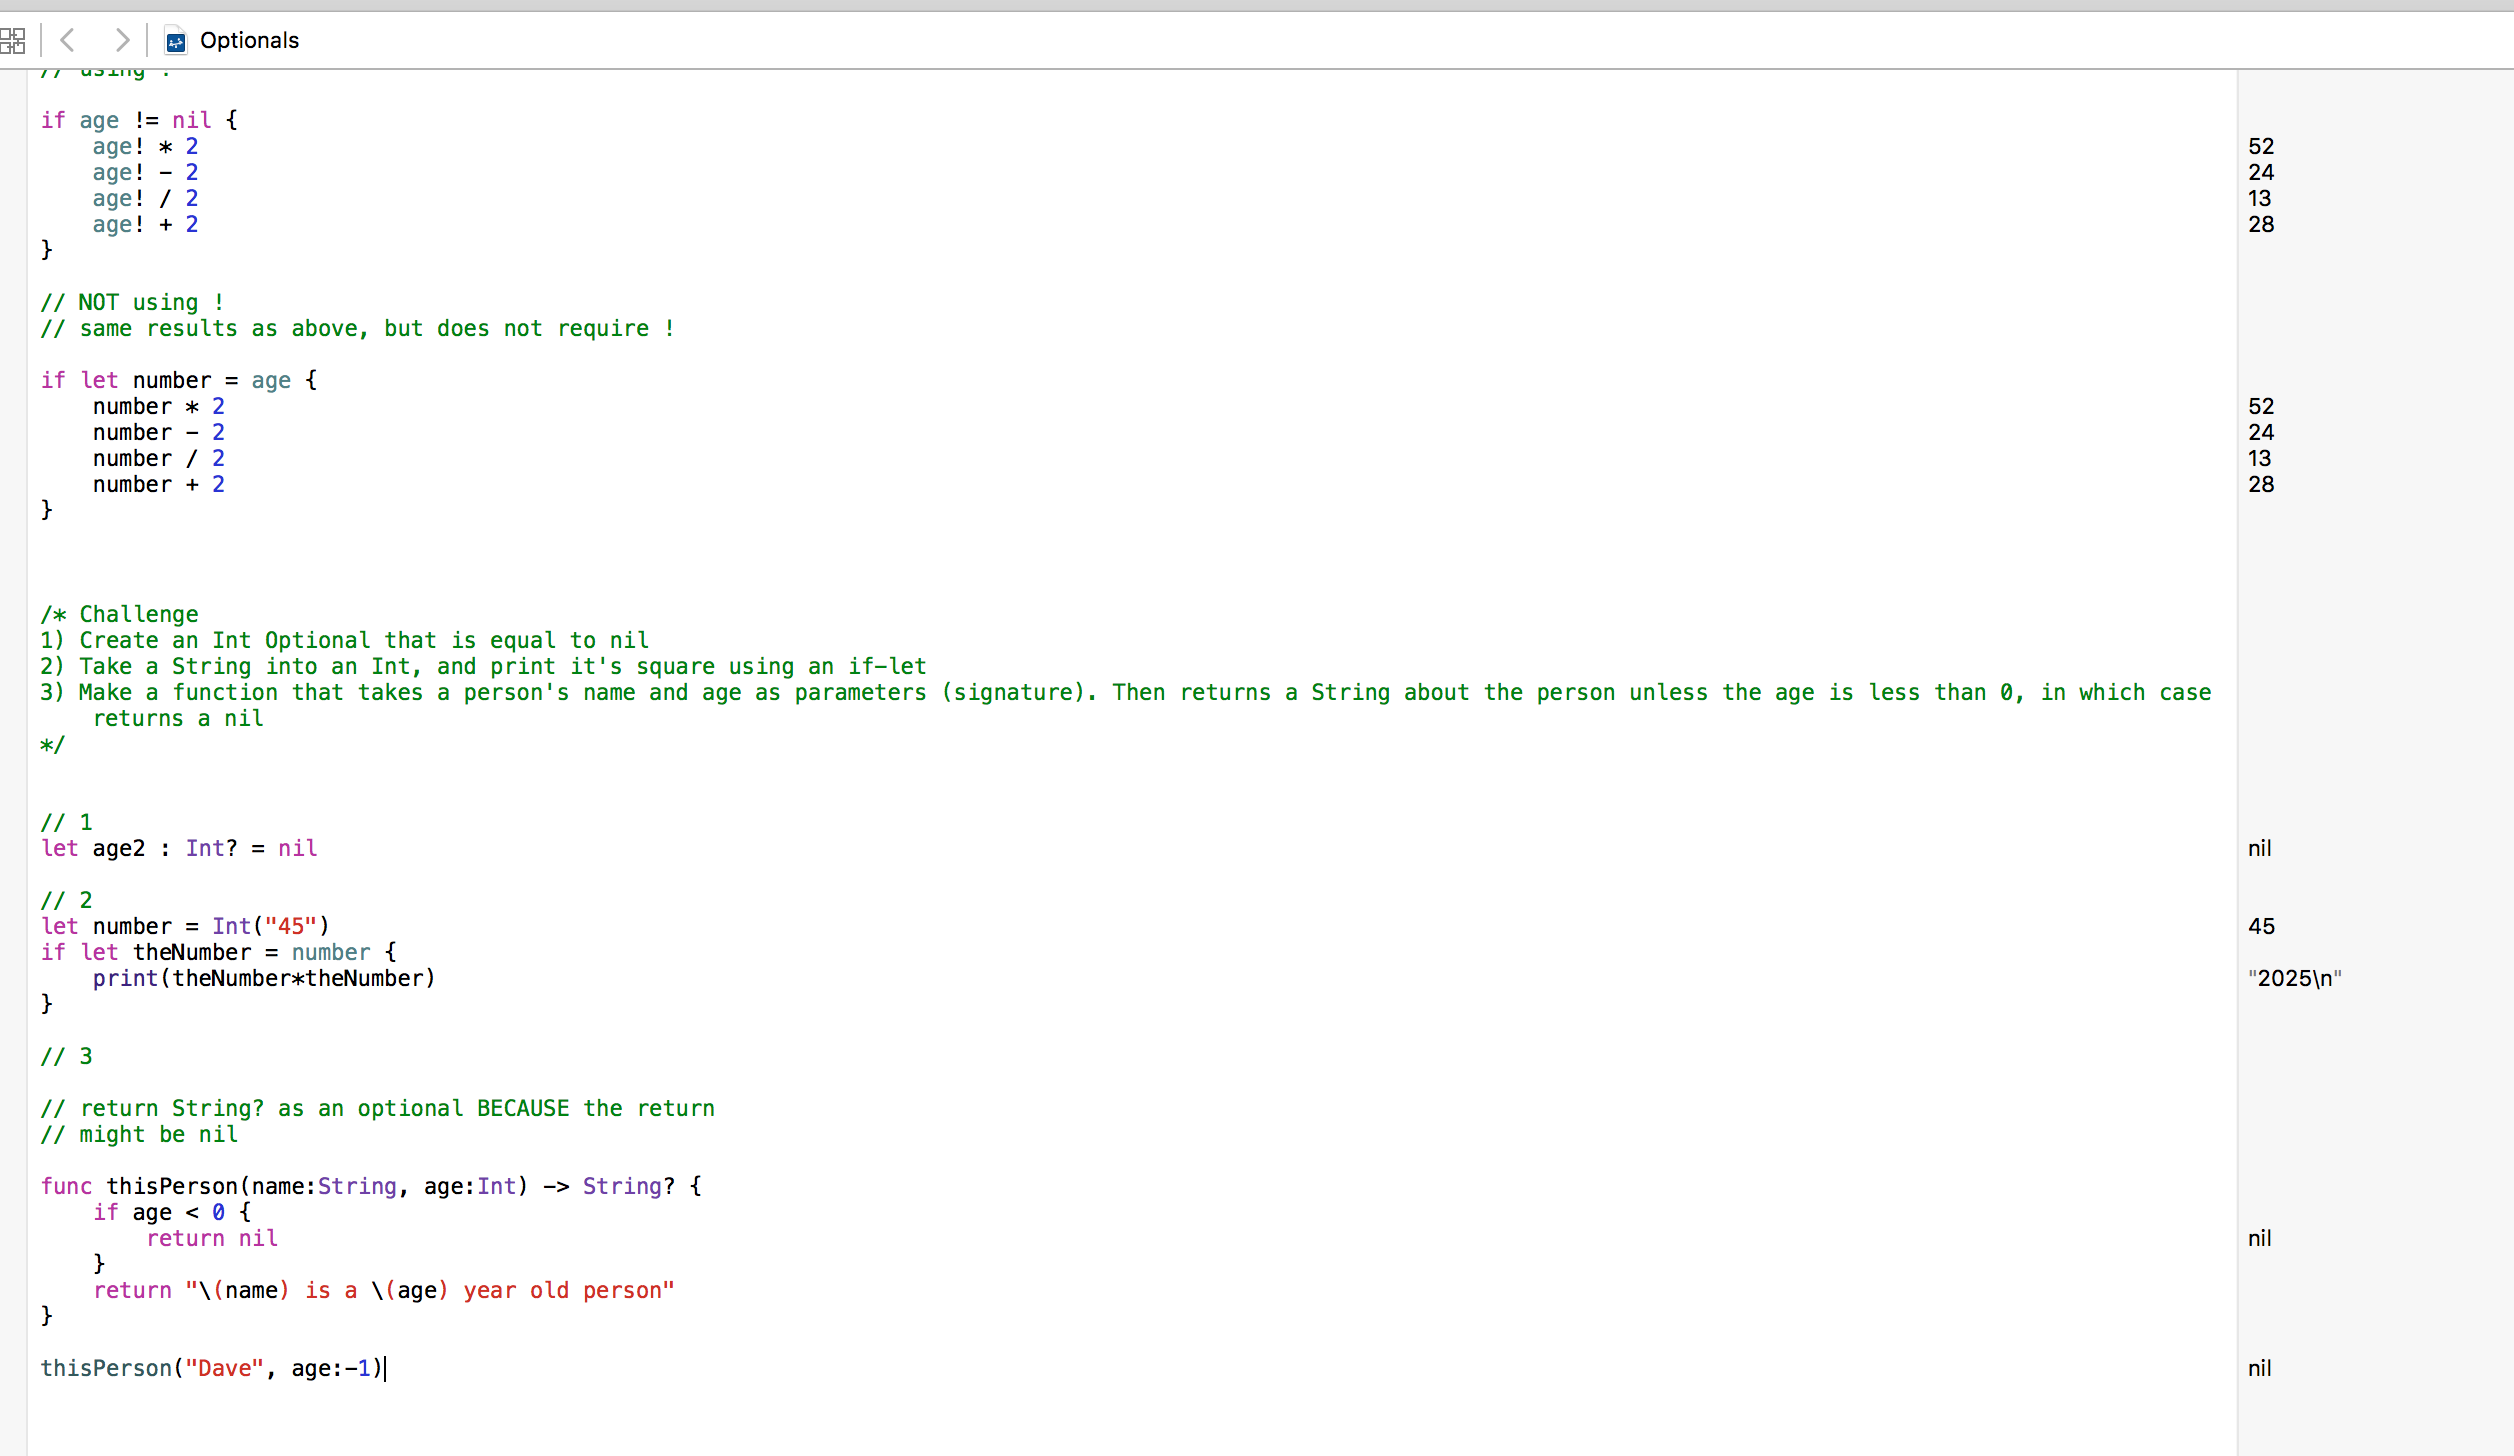 Optionals
// using !
if age != nil {
    age! * 2
    age! - 2
    age! / 2
    age! + 2
}
52
24
13
28
// NOT using !
// same results as above, but does not require !
if let number = age {
    number * 2
    number - 2
    number / 2
    number + 2
}
52
24
13
28
/* Challenge
1) Create an Int Optional that is equal to nil
2) Take a String into an Int, and print it's square using an if-let
3) Make a function that takes a person's name and age as parameters (signature). Then returns a String about the person unless the age is less than 0, in which case
    returns a nil
*/
// 1
let age2 : Int? = nil
nil
// 2
let number = Int("45")
45
if let theNumber = number {
    print(theNumber*theNumber)
"2025\n"
}
// 3
// return String? as an optional BECAUSE the return
// might be nil
func thisPerson(name:String, age:Int) -> String? {
    if age < 0 {
        return nil
nil
    }
    return "\(name) is a \(age) year old person"
}
thisPerson("Dave", age:-1)
nil